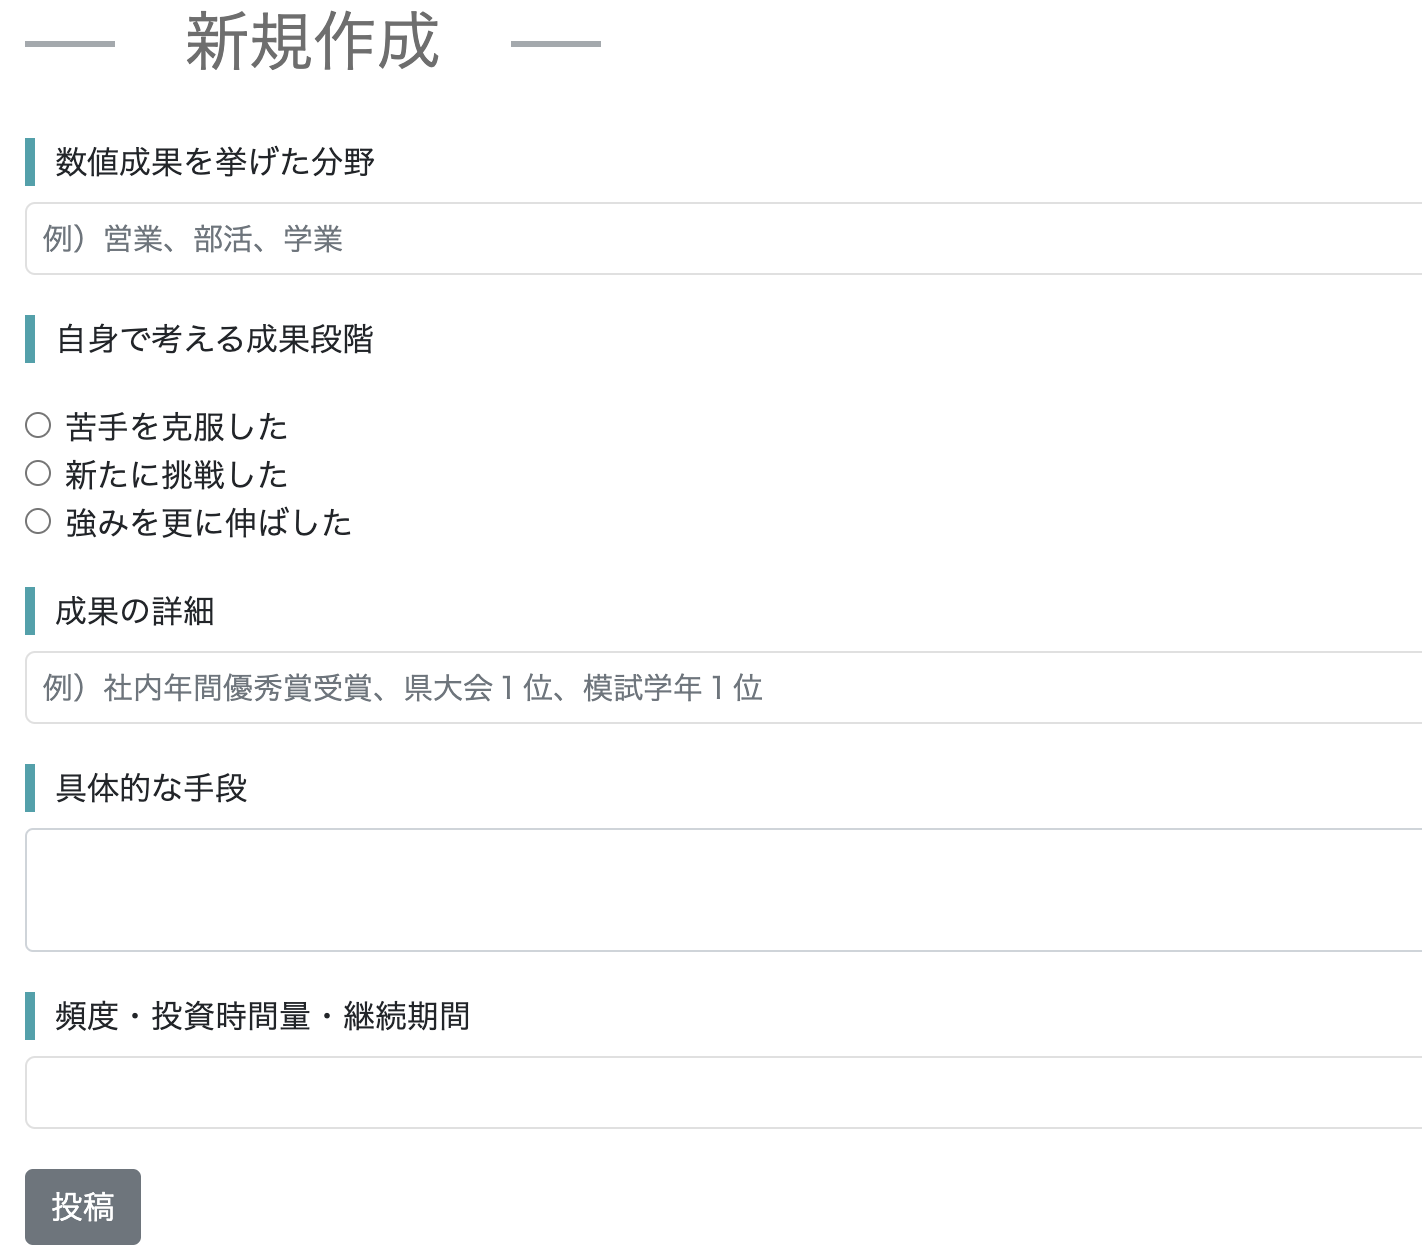 新規作成
数値成果を挙げた分野
例）営業、部活、学業
自身で考える成果段階
苦手を克服した
新たに挑戦した
強みを更に伸ばした
成果の詳細
例）社内年間優秀賞受賞、県大会１位、模試学年１位
具体的な手段
頻度・投資時間量・継続期間
投稿